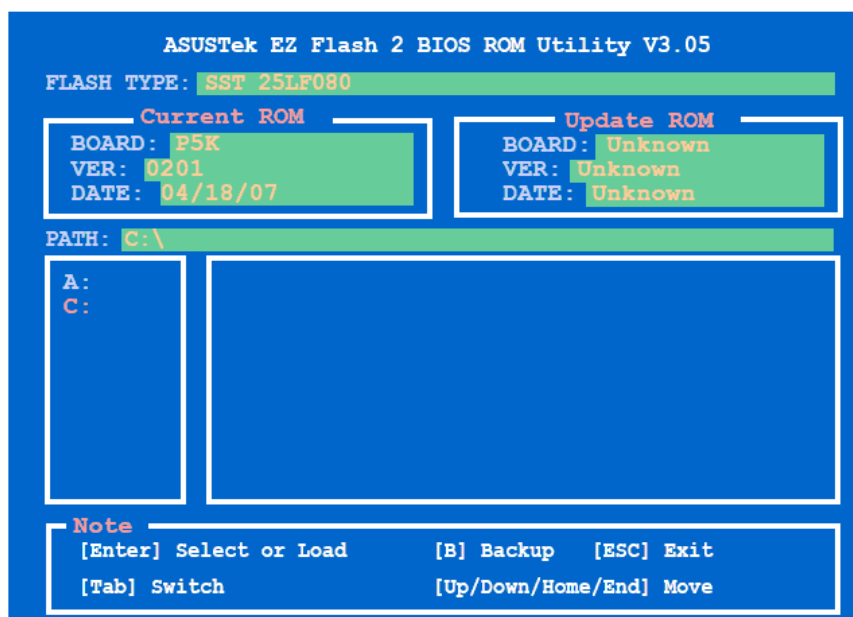 ASUSTek EZ Flash 2 BIOS ROM Utility V3.05
FLASH TYPE: SST 25LF080
Current ROM
BOARD: P5K
VER: 0201
DATE: 04/18/07
Update ROM
BOARD: Unknown
VER: Unknown
DATE: Unknown
PATH: C:\
A:
C:
Note
[Enter] Select or Load [B] Backup [ESC] Exit
[Tab] Switch [Up/Down/Home/End] Move